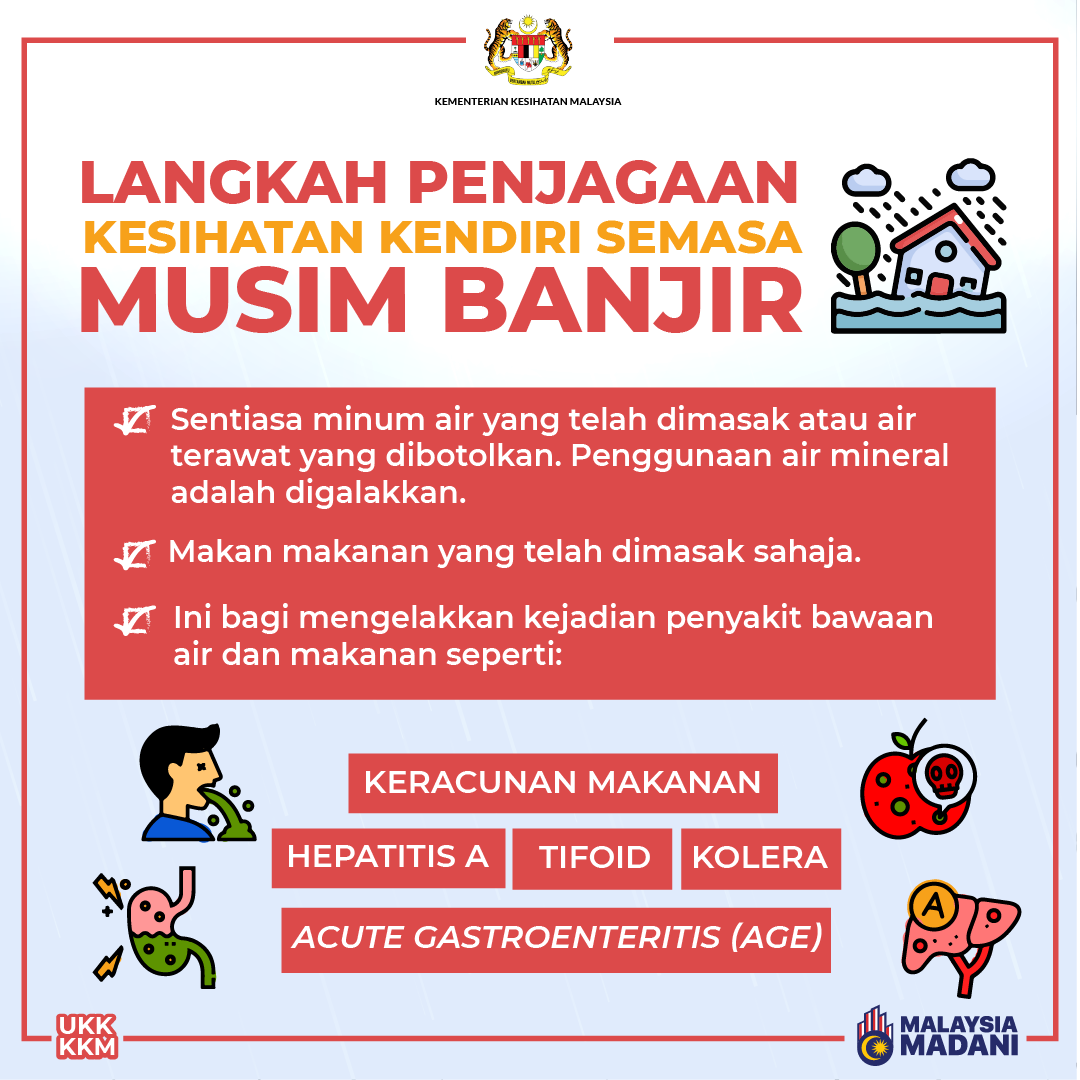 KEMENTERIAN KESIHATAN MALAYSIA
LANGKAH PENJAGAAN
KESIHATAN KENDIRI SEMASA
MUSIM BANJIR
Sentiasa minum air yang telah dimasak atau air
terawat yang dibotolkan. Penggunaan air mineral
adalah digalakkan.
Makan makanan yang telah dimasak sahaja.
Ini bagi mengelakkan kejadian penyakit bawaan
air dan makanan seperti:
KERACUNAN MAKANAN
HEPATITIS A
TIFOID
KOLERA
ACUTE GASTROENTERITIS (AGE)
A
UKK
KKM
MALAYSIA
MADANI